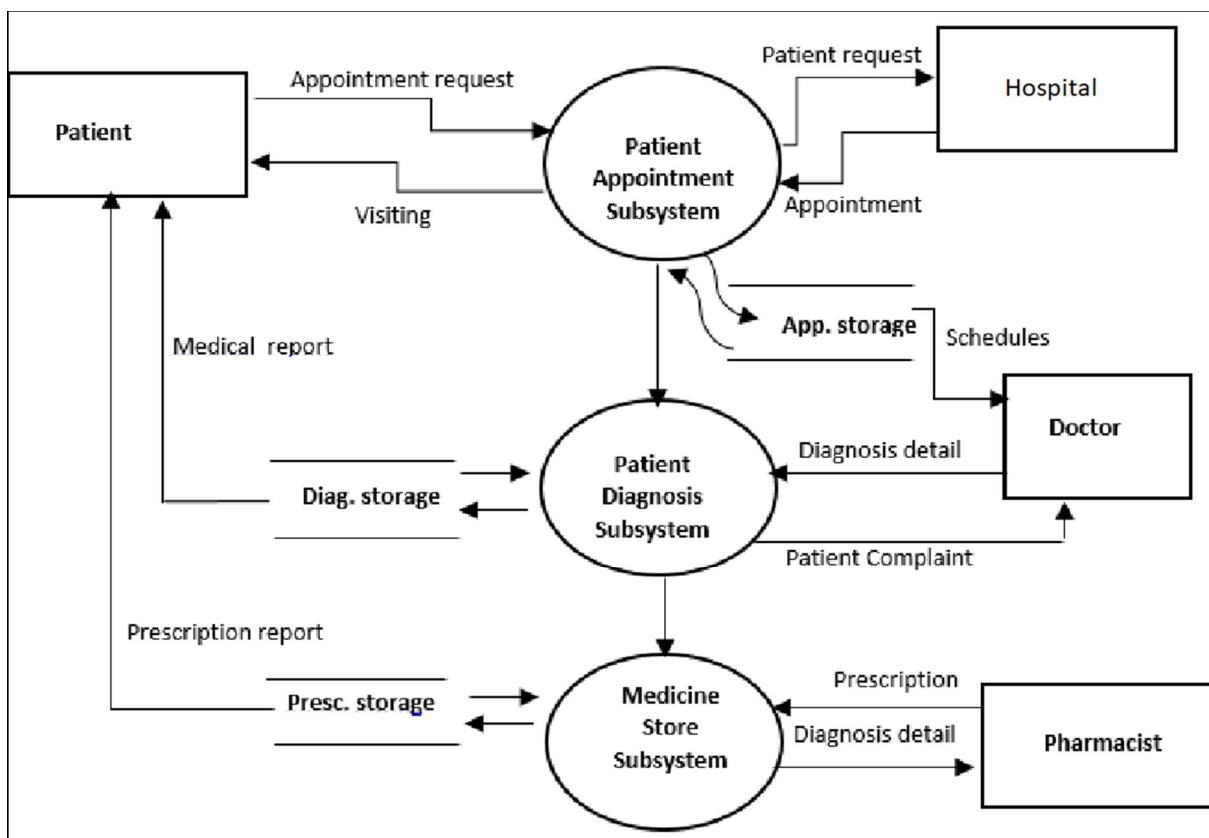 Patient request
Hospital
Appointment request
Patient
Patient
Appointment
Subsystem
Visiting
Appointment
App. storage
Schedules
Medical report
Doctor
Diagnosis detail
Patient
Diagnosis
Subsystem
Diag. storage
Patient Complaint
Prescription report
Prescription
Medicine
Store
Subsystem
Presc. storage
Diagnosis detail
Pharmacist